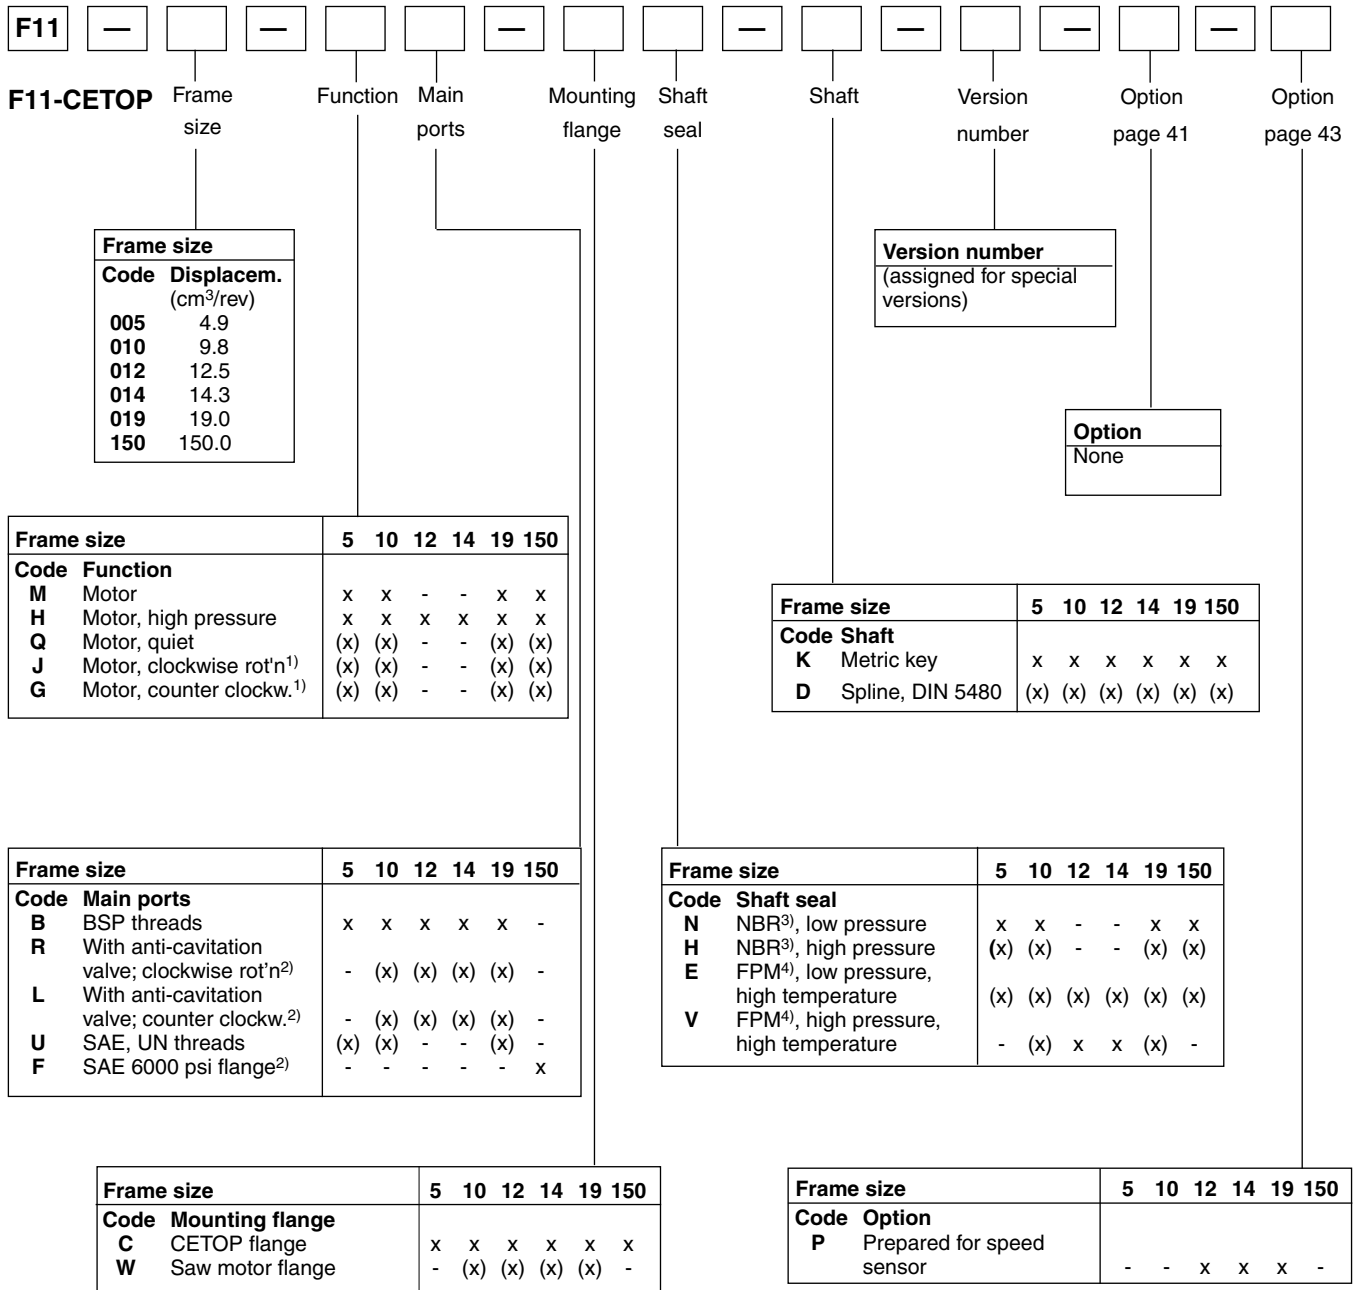 F11 — — — — — — —
F11-CETOP Frame size Function Main ports Mounting flange Shaft seal Shaft Version number Option page 41 Option page 43
Frame size
Code Displacem.
(cm3/rev)
005 4.9
010 9.8
012 12.5
014 14.3
019 19.0
150 150.0
Version number
(assigned for special
versions)
Option
None
Frame size 5 10 12 14 19 150
Code Function
M Motor x x - - x x
H Motor, high pressure x x x x x x
Q Motor, quiet (x) (x) - - (x) (x)
J Motor, clockwise rot'n1) (x) (x) - - (x) (x)
G Motor, counter clockw.1) (x) (x) - - (x) (x)
Frame size 5 10 12 14 19 150
Code Shaft
K Metric key x x x x x x
D Spline, DIN 5480 (x) (x) (x) (x) (x) (x)
Frame size 5 10 12 14 19 150
Code Main ports
B BSP threads x x x x x -
R With anti-cavitation
valve; clockwise rot'n2) - (x) (x) (x) (x) -
L With anti-cavitation
valve; counter clockw.2) - (x) (x) (x) (x) -
U SAE, UN threads (x) (x) - - (x) -
F SAE 6000 psi flange2) - - - - - x
Frame size 5 10 12 14 19 150
Code Shaft seal
N NBR3), low pressure x x - - x x
H NBR3), high pressure (x) (x) - - (x) (x)
E FPM4), low pressure,
high temperature (x) (x) (x) (x) (x) (x)
V FPM4), high pressure,
high temperature - (x) x x (x) -
Frame size 5 10 12 14 19 150
Code Mounting flange
C CETOP flange x x x x x x
W Saw motor flange - (x) (x) (x) (x) -
Frame size 5 10 12 14 19 150
Code Option
P Prepared for speed
sensor - - x x x -